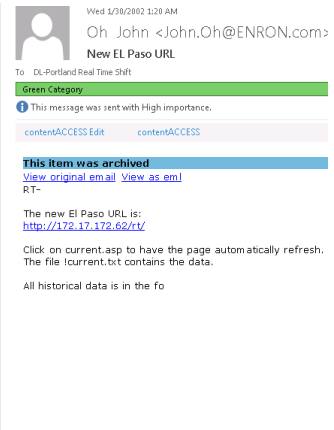 Wed 1/30/2002 1:20 AM
Oh John <John.Oh@ENRON.com>
New EL Paso URL
To DL-Portland Real Time Shift
Green Category
This message was sent with High importance.
contentACCESS Edit contentACCESS
This item was archived
View original email View as eml
RT-
The new El Paso URL is:
http://172.17.172.62/rt/
Click on current.asp to have the page automatically refresh.
The file !current.txt contains the data.
All historical data is in the fo